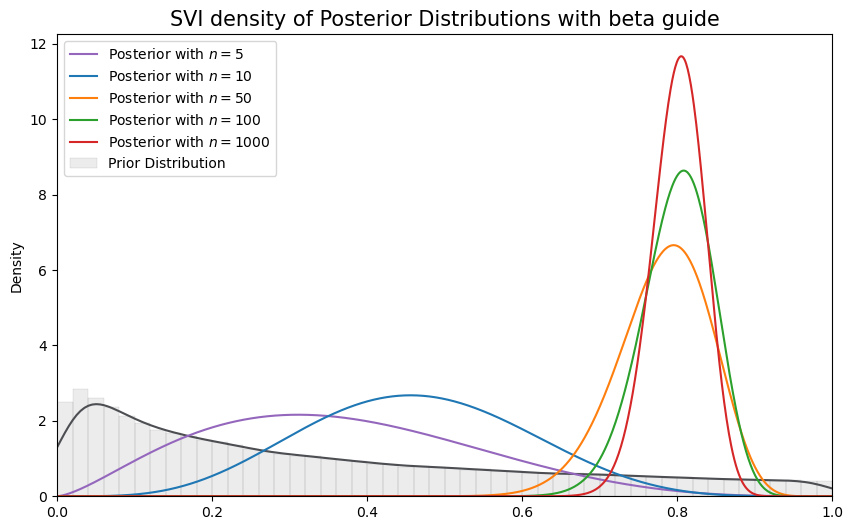 SVI density of Posterior Distributions with beta guide
Posterior with n = 5
Posterior with n = 10
Posterior with n = 50
Posterior with n = 100
Posterior with n = 1000
Prior Distribution
Density
12
10
8
6
4
2
0
0.0 0.2 0.4 0.6 0.8 1.0